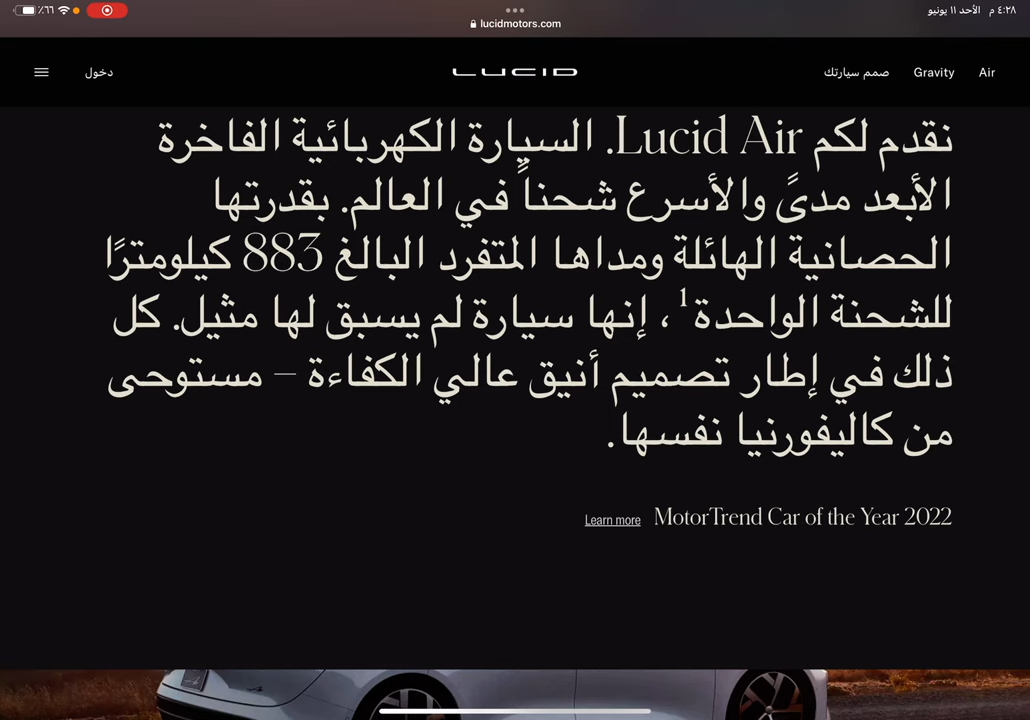 ٤:٢٨ م الأحد ١١ يونيو
٪٦٦
lucidmotors.com
Air Gravity صمم سيارتك LUCID دخول
نقدم لكم Lucid Air. السيارة الكهربائية الفاخرة
الأبعد مدىً والأسرع شحناً في العالم. بقدرتها
الحصانية الهائلة ومداها المتفرد البالغ 883 كيلومترًا
للشحنة الواحدة¹، إنها سيارة لم يسبق لها مثيل. كل
ذلك في إطار تصميم أنيق عالي الكفاءة – مستوحى
من كاليفورنيا نفسها.
MotorTrend Car of the Year 2022 Learn more